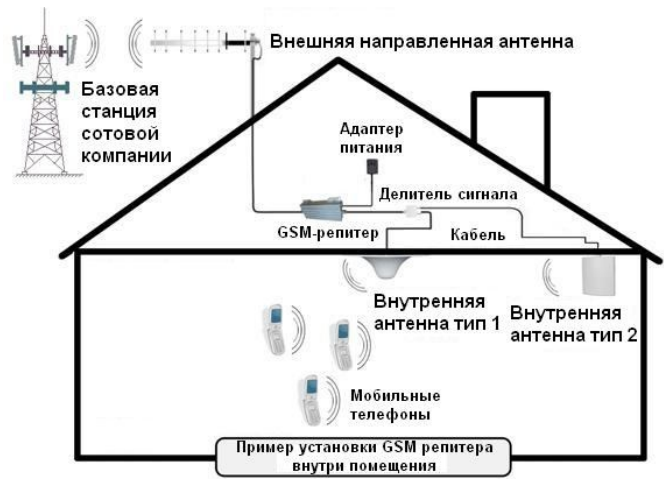 Внешняя направленная антенна
Базовая
станция
сотовой
компании
Адаптер
питания
Делитель сигнала
GSM-репитер
Кабель
Внутренняя
антенна тип 1
Внутренняя
антенна тип 2
Мобильные
телефоны
Пример установки GSM репитера
внутри помещения